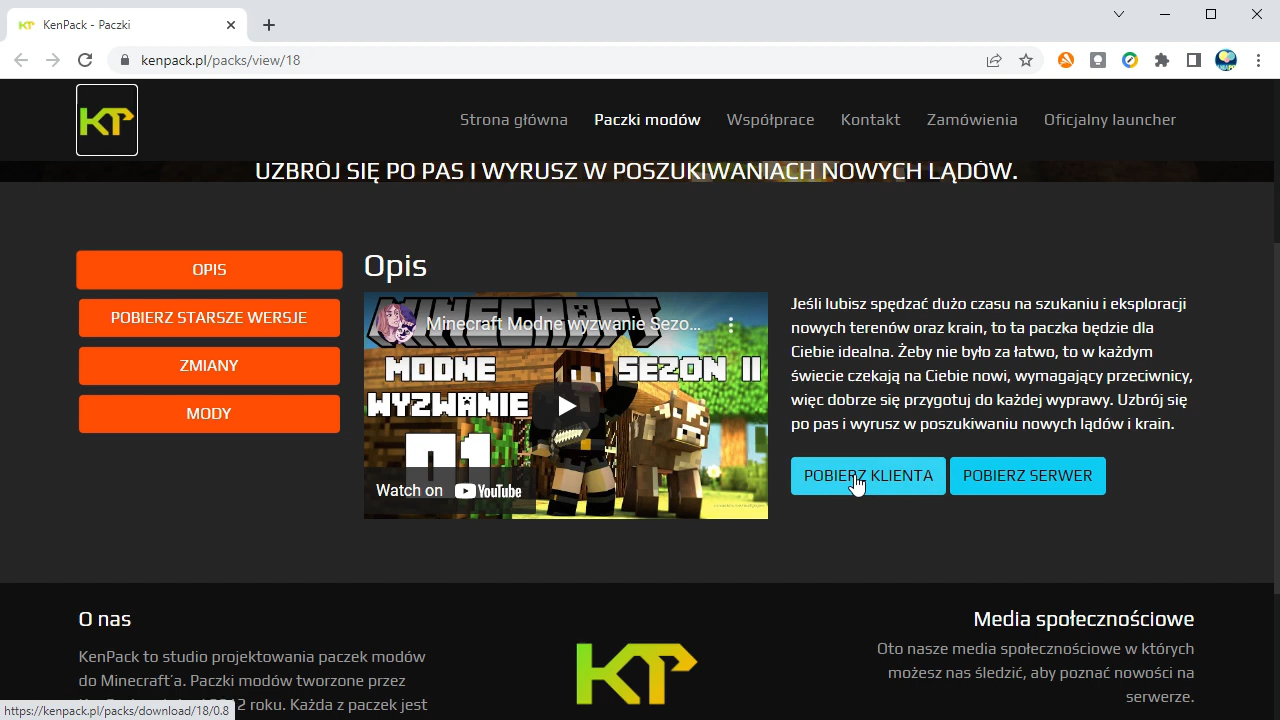 KenPack - Paczki
kenpack.pl/packs/view/18
KP
Strona główna
Paczki modów
Współprace
Kontakt
Zamówienia
Oficjalny launcher
UZBRÓJ SIĘ PO PAS I WYRUSZ W POSZUKIWANIACH NOWYCH LĄDÓW.
OPIS
POBIERZ STARSZE WERSJE
ZMIANY
MODY
Opis
MINECRAFT
Minecraft Modne wyzwanie Sezo...
MODNE
SEZON II
WYZWANIE
01
Watch on YouTube
Jeśli lubisz spędzać dużo czasu na szukaniu i eksploracji
nowych terenów oraz krain, to ta paczka będzie dla
Ciebie idealna. Żeby nie było za łatwo, to w każdym
świecie czekają na Ciebie nowi, wymagający przeciwnicy,
więc dobrze się przygotuj do każdej wyprawy. Uzbrój się
po pas i wyrusz w poszukiwaniu nowych lądów i krain.
POBIERZ KLIENTA
POBIERZ SERWER
O nas
KenPack to studio projektowania paczek modów
do Minecraft'a. Paczki modów tworzone przez
2 roku. Każda z paczek jest
KP
Media społecznościowe
Oto nasze media społecznościowe w których
możesz nas śledzić, aby poznać nowości na
serwerze.
https://kenpack.pl/packs/download/18/0.8